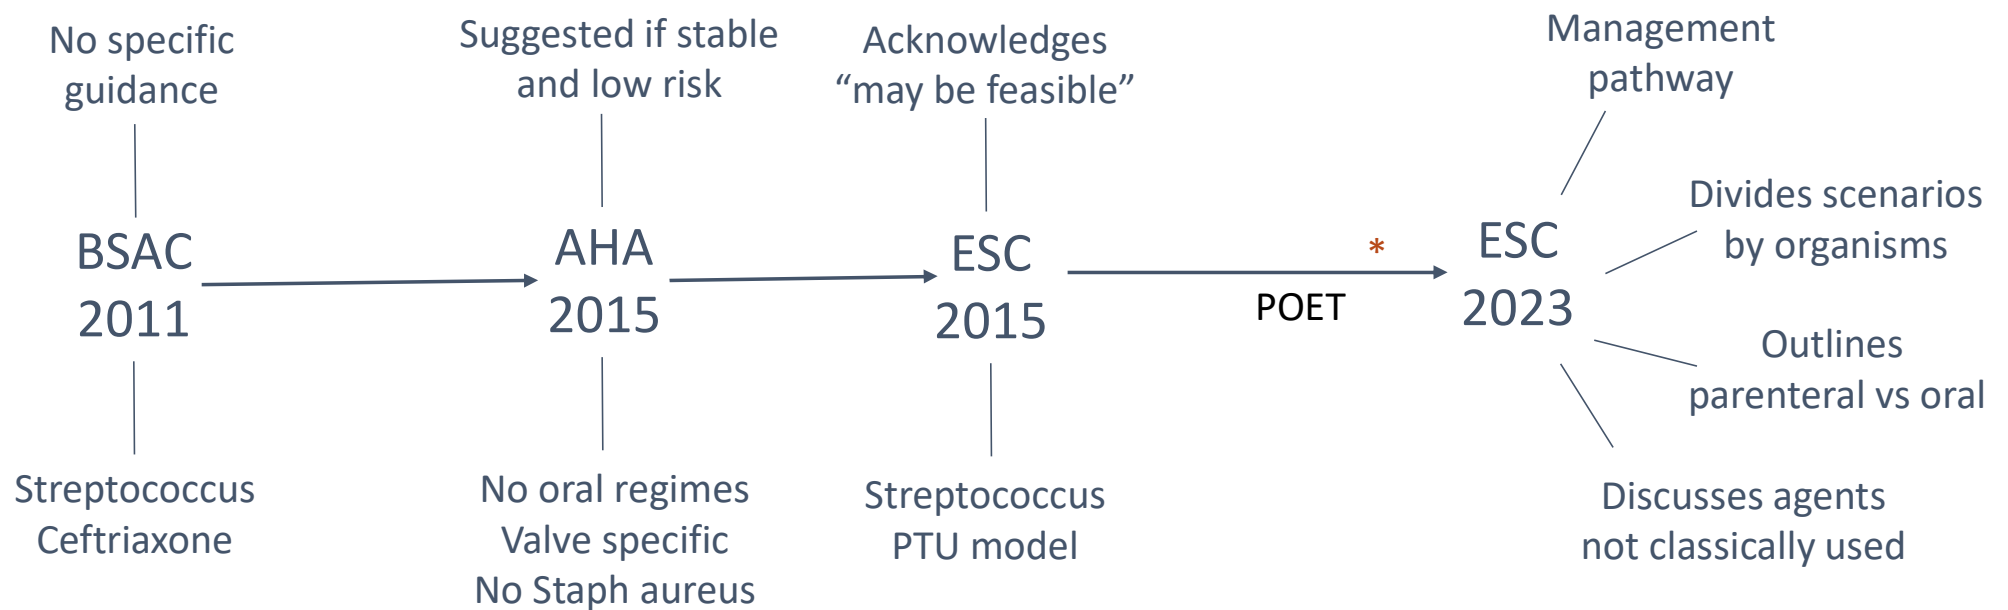 No specific
guidance
BSAC
2011
Streptococcus
Ceftriaxone
Suggested if stable
and low risk
AHA
2015
No oral regimes
Valve specific
No Staph aureus
Acknowledges
“may be feasible”
ESC
2015
Streptococcus
PTU model
*
POET
Management
pathway
ESC
2023
Divides scenarios
by organisms
Outlines
parenteral vs oral
Discusses agents
not classically used